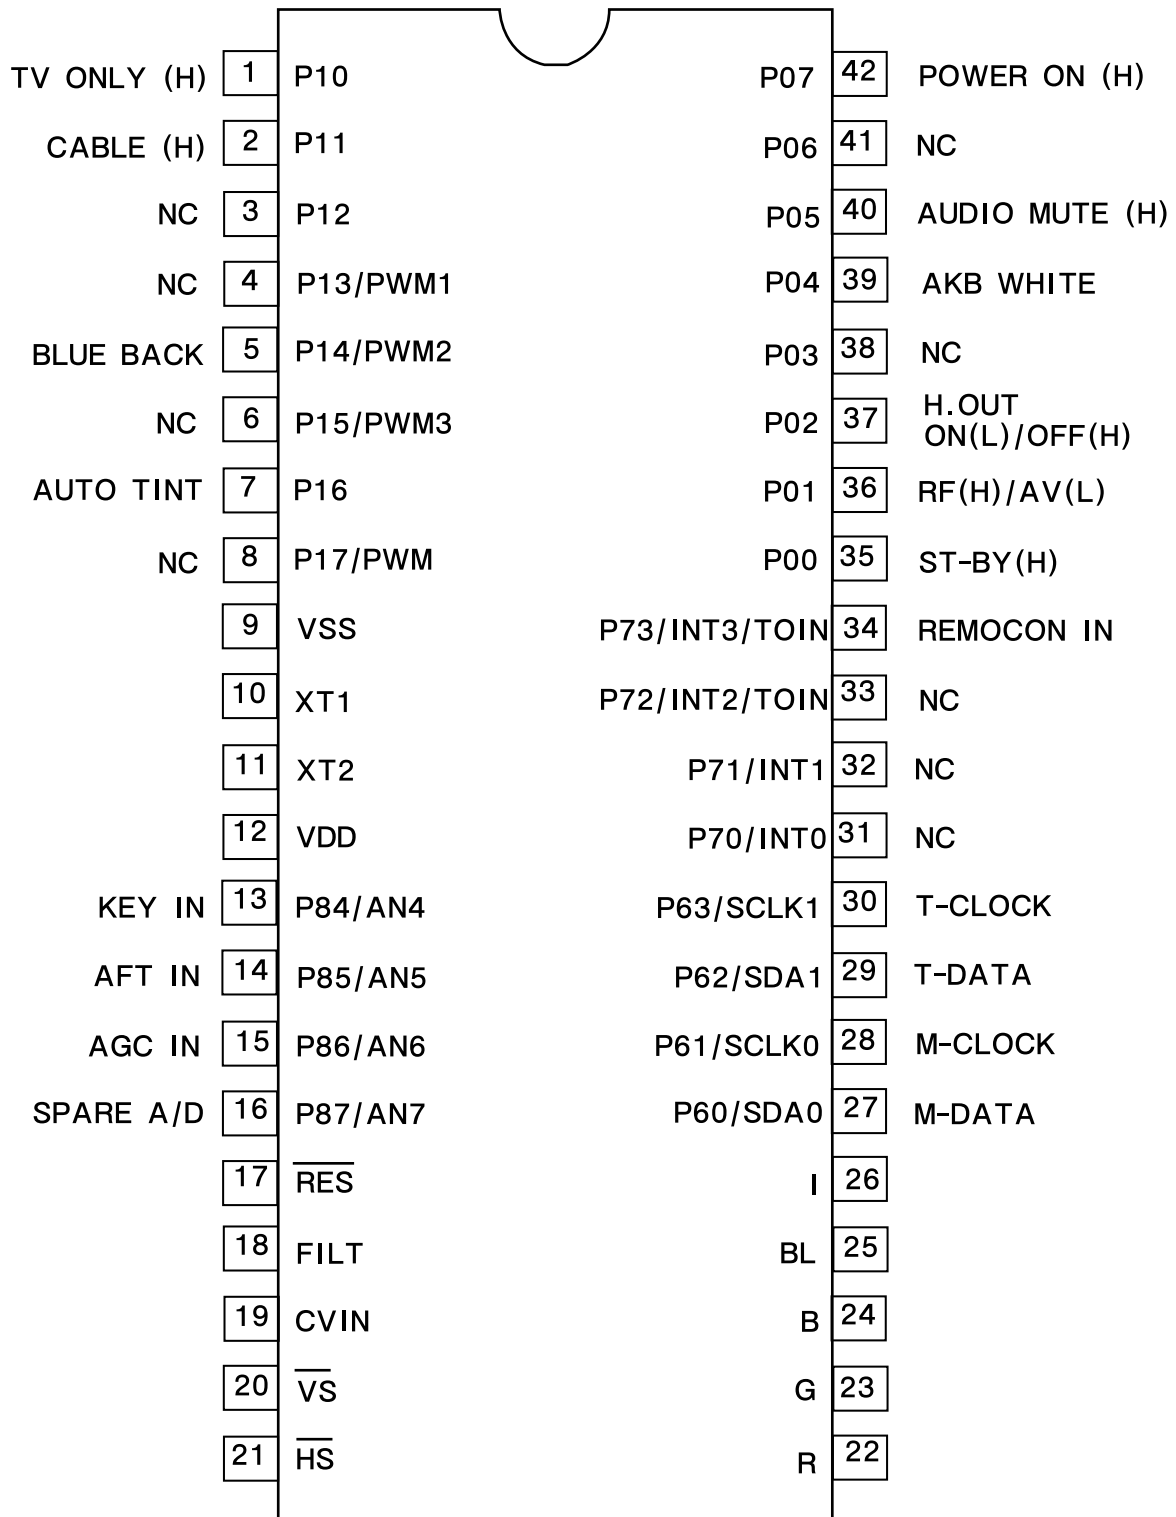 TV ONLY (H) 1 P10 P07 42 POWER ON (H)
CABLE (H) 2 P11 P06 41 NC
NC 3 P12 P05 40 AUDIO MUTE (H)
NC 4 P13/PWM1 P04 39 AKB WHITE
BLUE BACK 5 P14/PWM2 P03 38 NC
NC 6 P15/PWM3 P02 37 H.OUT
ON(L)/OFF(H)
AUTO TINT 7 P16 P01 36 RF(H)/AV(L)
NC 8 P17/PWM P00 35 ST-BY(H)
9 VSS P73/INT3/TOIN 34 REMOCON IN
10 XT1 P72/INT2/TOIN 33 NC
11 XT2 P71/INT1 32 NC
12 VDD P70/INT0 31 NC
KEY IN 13 P84/AN4 P63/SCLK1 30 T-CLOCK
AFT IN 14 P85/AN5 P62/SDA1 29 T-DATA
AGC IN 15 P86/AN6 P61/SCLK0 28 M-CLOCK
SPARE A/D 16 P87/AN7 P60/SDA0 27 M-DATA
17 R̅E̅S̅ I 26
18 FILT BL 25
19 CVIN B 24
20 V̅S̅ G 23
21 H̅S̅ R 22